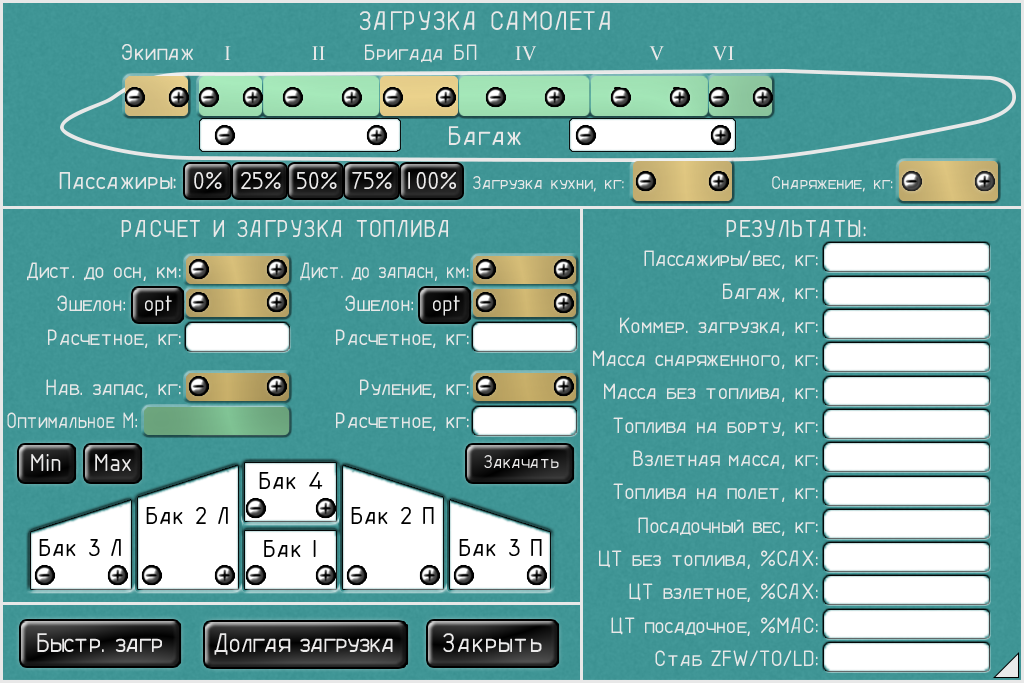 ЗАГРУЗКА САМОЛЕТА
Экипаж I II Бригада БП IV V VI
Багаж
Пассажиры: 0% 25% 50% 75% 100% Загрузка кухни, кг: Снаряжение, кг:
РАСЧЕТ И ЗАГРУЗКА ТОПЛИВА
Дист. до осн, км: Дист. до запасн, км:
Эшелон: opt Эшелон: opt
Расчетное, кг: Расчетное, кг:
Нав. запас, кг: Руление, кг:
Оптимальное М: Расчетное, кг:
Min Max Закачать
Бак 4
Бак 2 Л Бак 2 П
Бак 3 Л Бак 1 Бак 3 П
Быстр. загр Долгая загрузка Закрыть
РЕЗУЛЬТАТЫ:
Пассажиры/вес, кг:
Багаж, кг:
Коммер. загрузка, кг:
Масса снаряженного, кг:
Масса без топлива, кг:
Топлива на борту, кг:
Взлетная масса, кг:
Топлива на полет, кг:
Посадочный вес, кг:
ЦТ без топлива, %САХ:
ЦТ взлетное, %САХ:
ЦТ посадочное, %МАС:
Стаб ZFW/TO/LD: